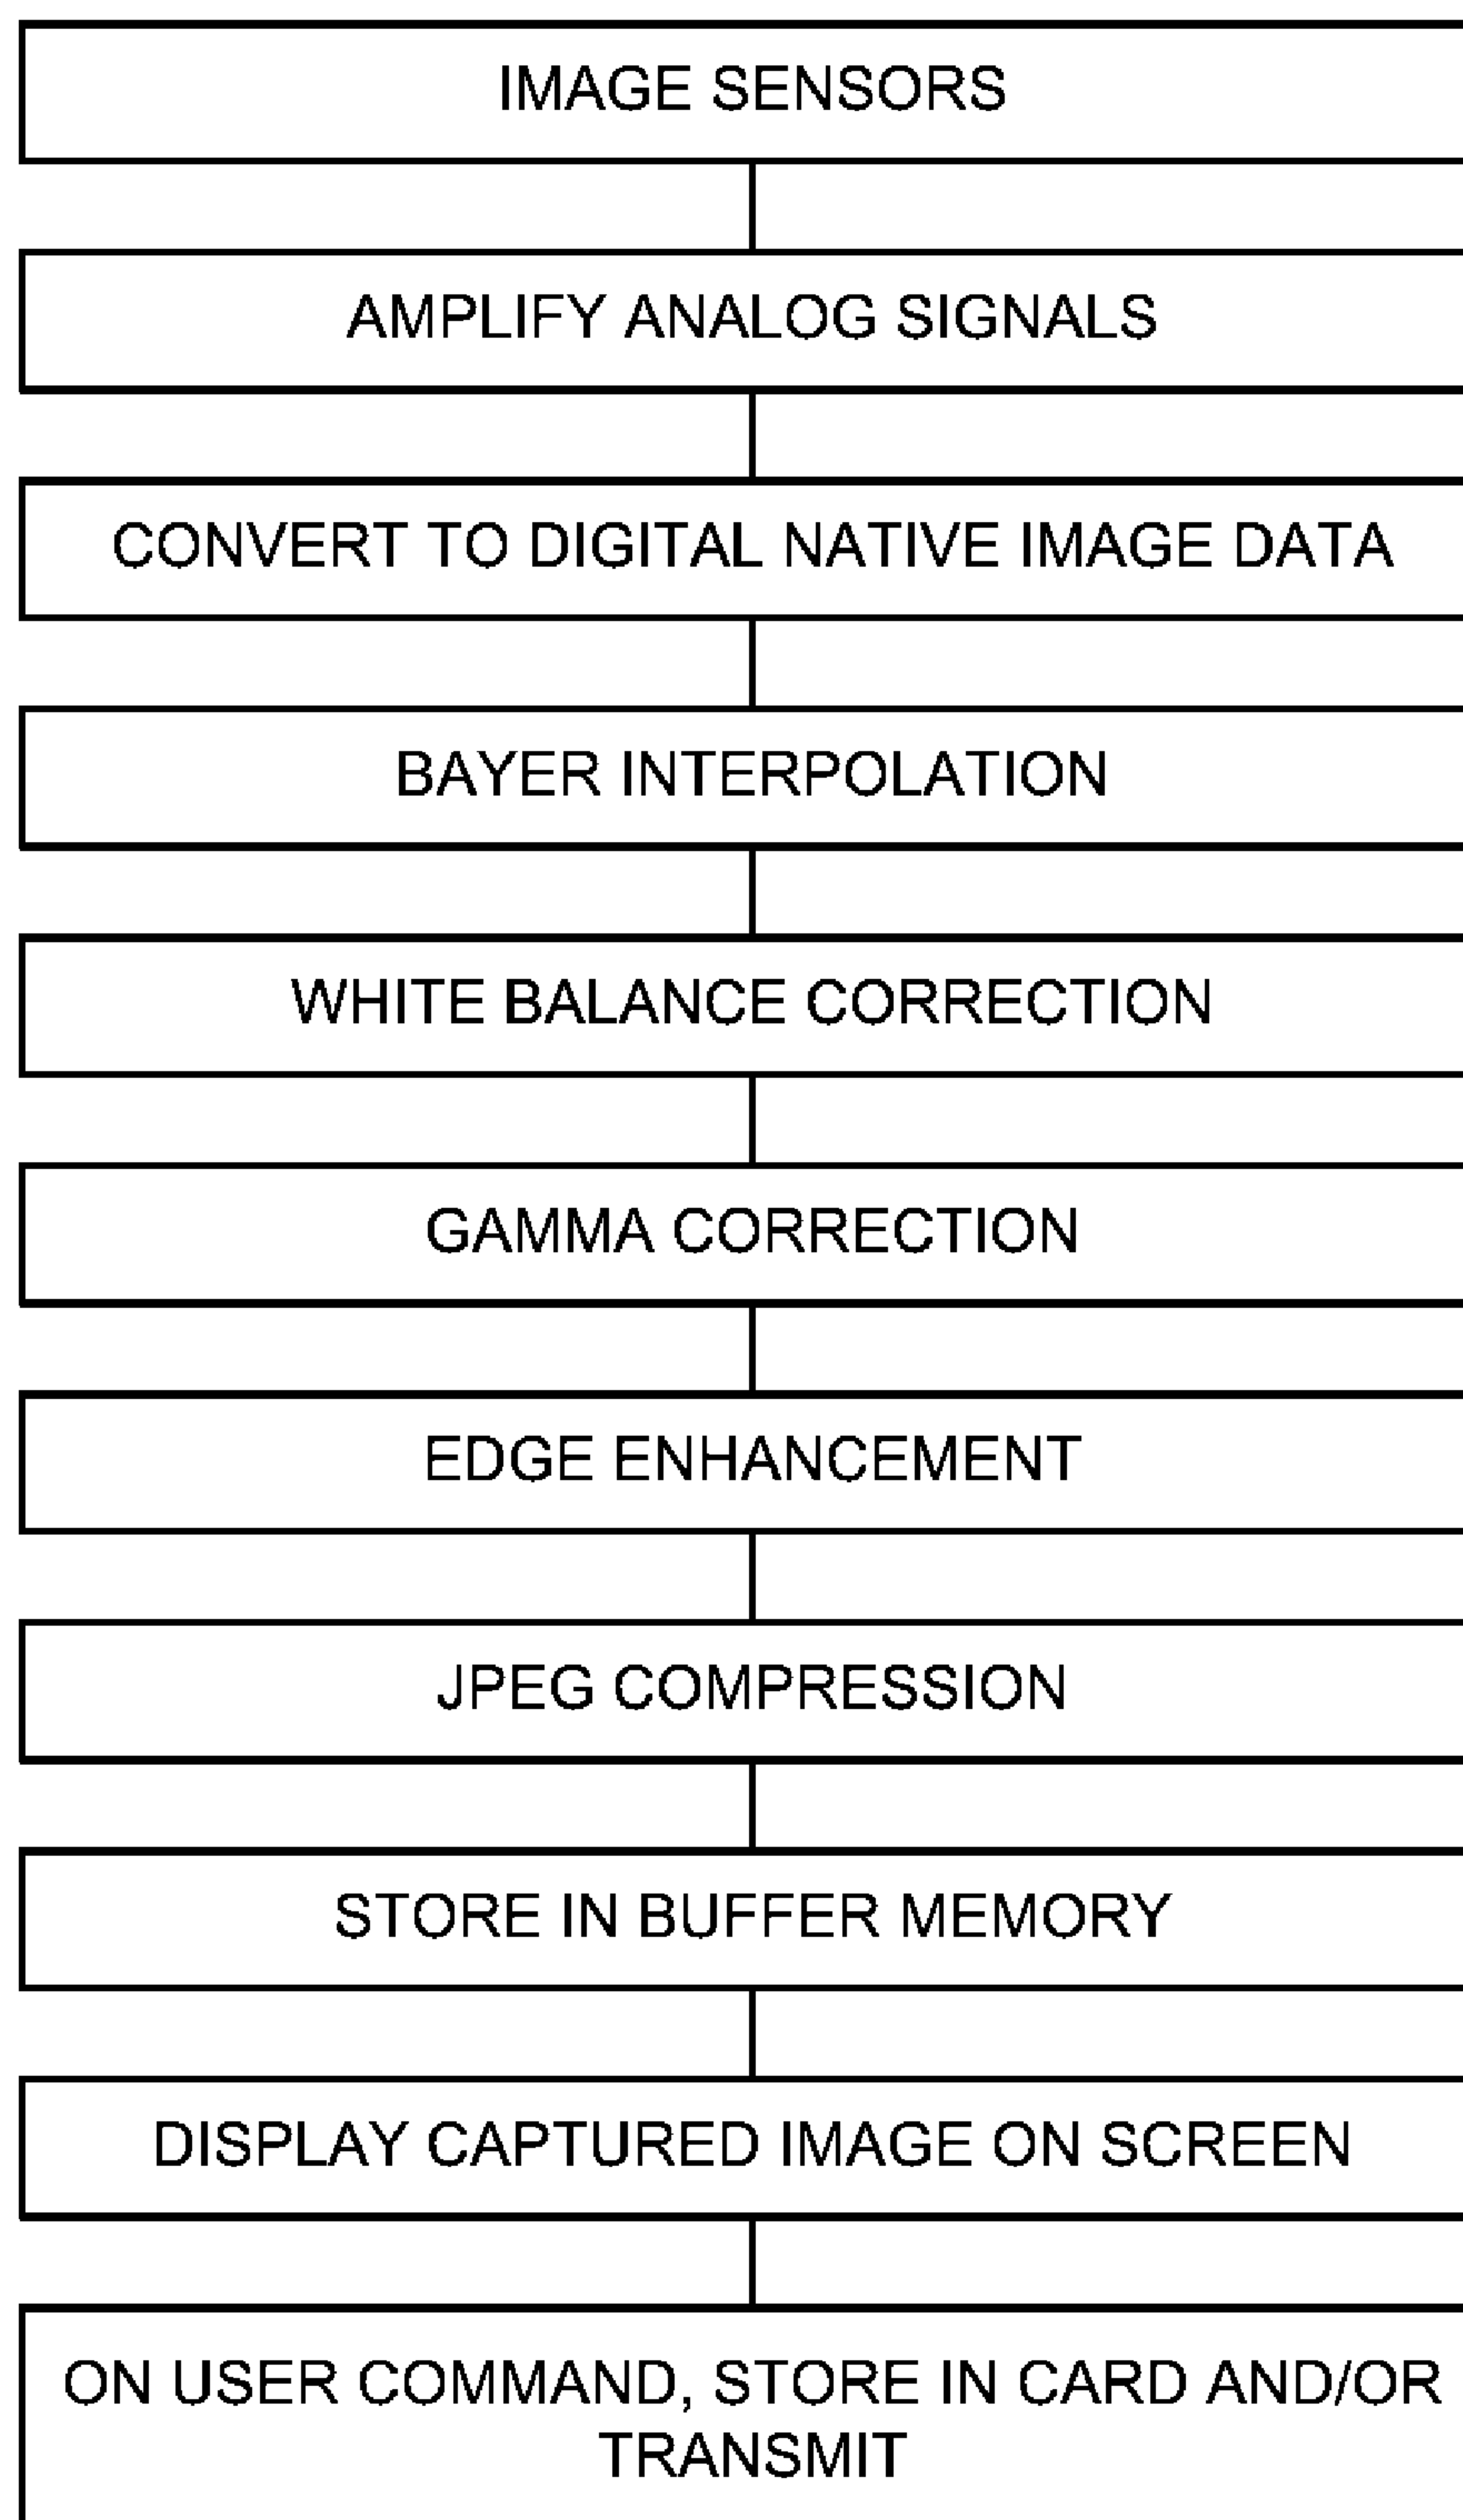 IMAGE SENSORS
AMPLIFY ANALOG SIGNALS
CONVERT TO DIGITAL NATIVE IMAGE DATA
BAYER INTERPOLATION
WHITE BALANCE CORRECTION
GAMMA CORRECTION
EDGE ENHANCEMENT
JPEG COMPRESSION
STORE IN BUFFER MEMORY
DISPLAY CAPTURED IMAGE ON SCREEN
ON USER COMMAND, STORE IN CARD AND/OR
TRANSMIT